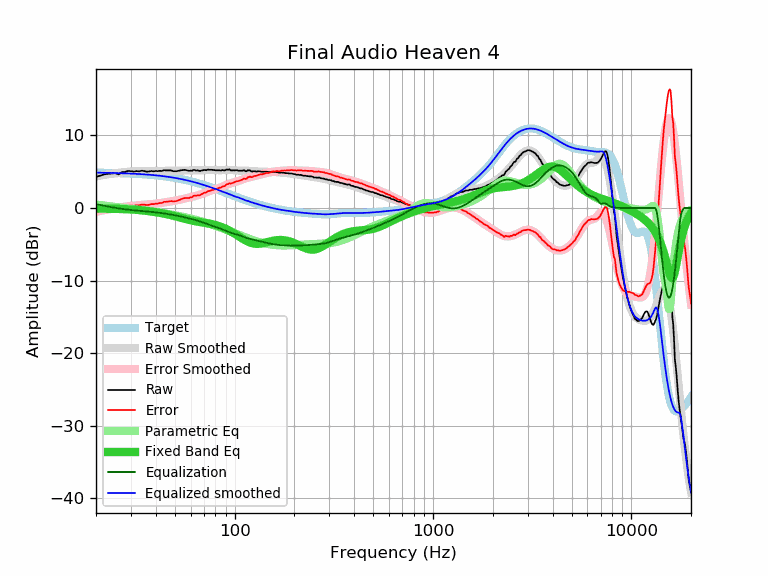 Final Audio Heaven 4
Amplitude (dBr)
10
0
−10
−20
−30
−40
Target
Raw Smoothed
Error Smoothed
Raw
Error
Parametric Eq
Fixed Band Eq
Equalization
Equalized smoothed
100 1000 10000
Frequency (Hz)